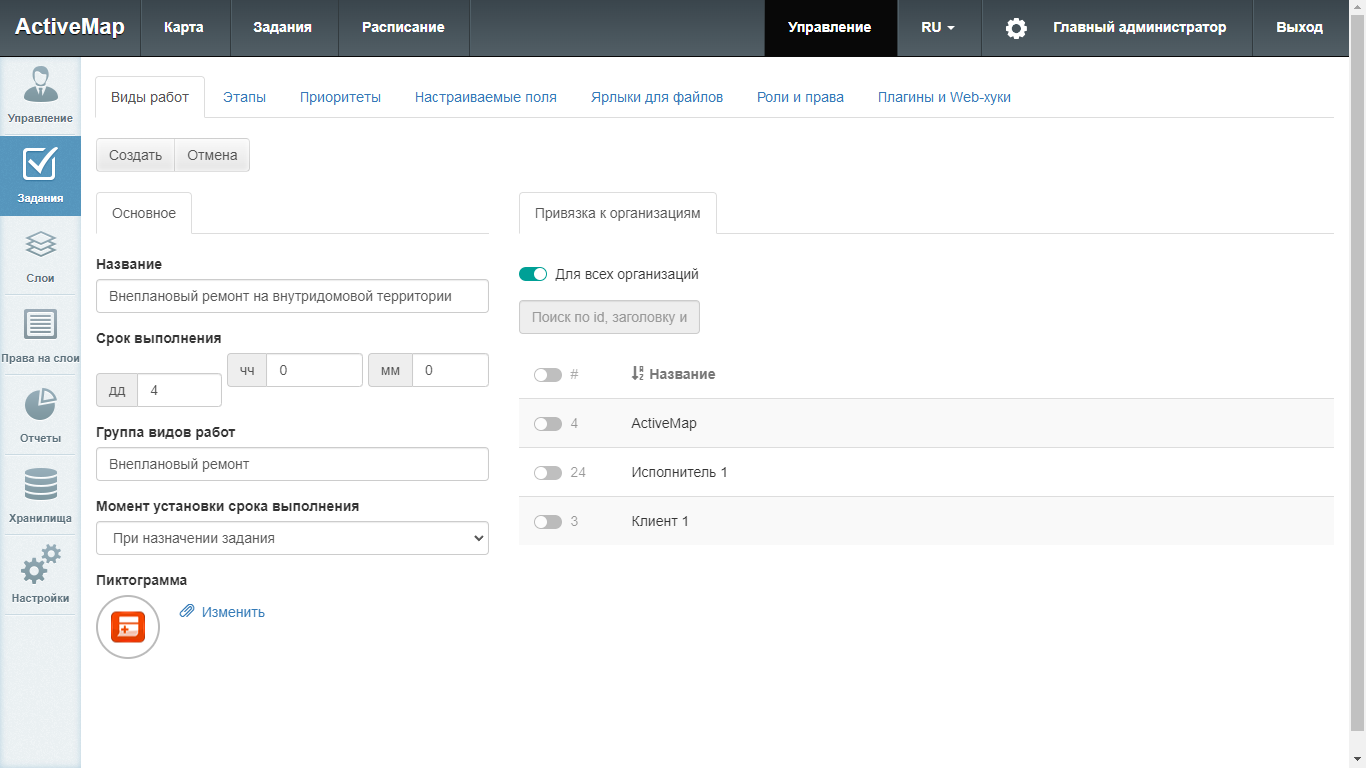 ActiveMap Карта Задания Расписание Управление RU Главный администратор Выход
Управление
Задания
Слои
Права на слои
Отчеты
Хранилища
Настройки
Виды работ Этапы Приоритеты Настраиваемые поля Ярлыки для файлов Роли и права Плагины и Web-хуки
Создать Отмена
Основное
Название
Внеплановый ремонт на внутридомовой территории
Срок выполнения
дд 4 чч 0 мм 0
Группа видов работ
Внеплановый ремонт
Момент установки срока выполнения
При назначении задания
Пиктограмма
Изменить
Привязка к организациям
Для всех организаций
Поиск по id, заголовку и
# Название
4 ActiveMap
24 Исполнитель 1
3 Клиент 1